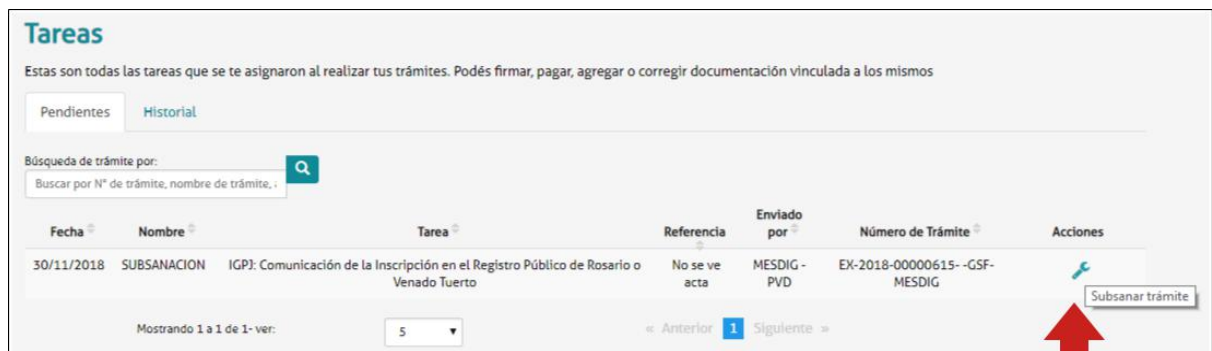 Tareas
Estas son todas las tareas que se te asignaron al realizar tus trámites. Podés firmar, pagar, agregar o corregir documentación vinculada a los mismos
Pendientes Historial
Búsqueda de trámite por:
Buscar por N° de trámite, nombre de trámite, a
Fecha Nombre Tarea Referencia Enviado por Número de Trámite Acciones
30/11/2018 SUBSANACION IGPJ: Comunicación de la Inscripción en el Registro Público de Rosario o No se ve MESDIG - EX-2018-00000615- -GSF-
Venado Tuerto acta PVD MESDIG
Subsanar trámite
Mostrando 1 a 1 de 1- ver: 5 « Anterior 1 Siguiente »